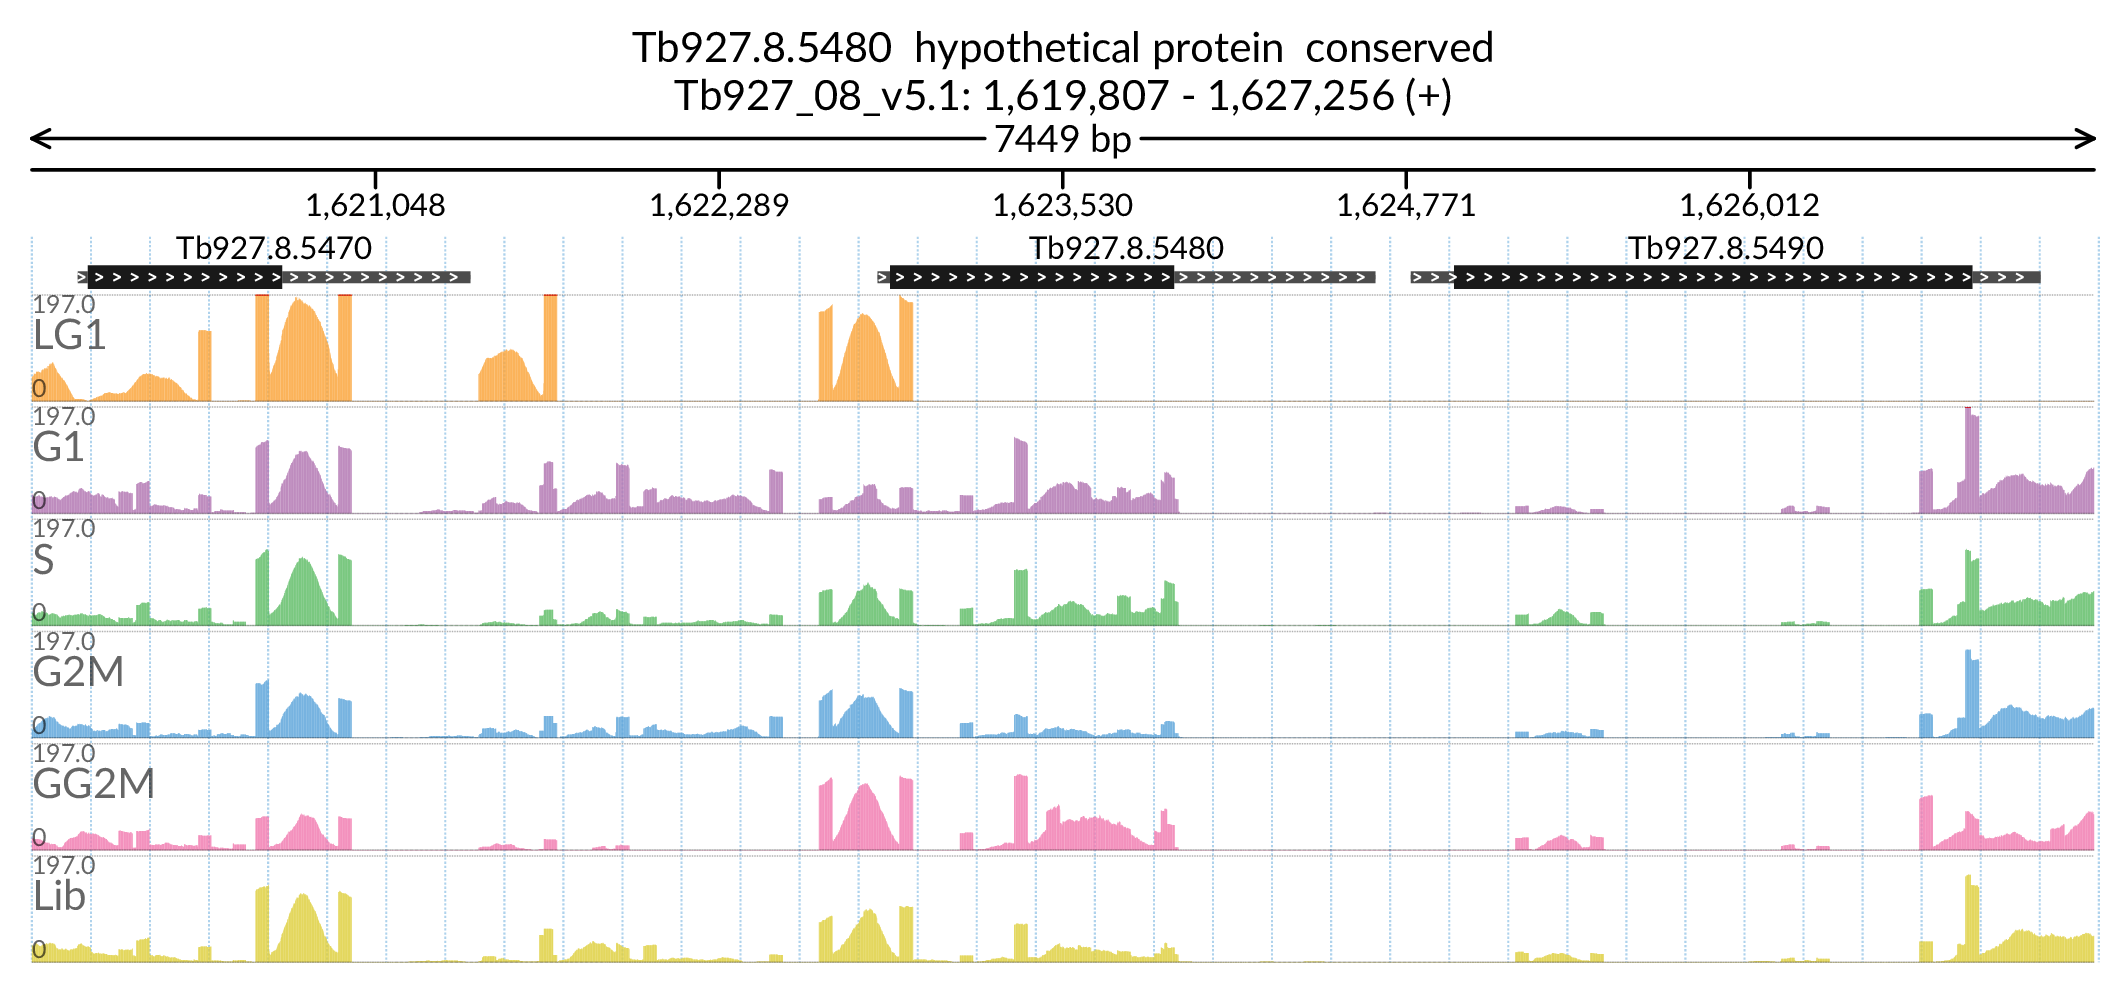 Tb927.8.5480  hypothetical protein  conserved
Tb927_08_v5.1: 1,619,807 - 1,627,256 (+)
7449 bp
1,621,048 1,622,289 1,623,530 1,624,771 1,626,012
Tb927.8.5470 Tb927.8.5480 Tb927.8.5490
197.0
LG1
0
197.0
G1
0
197.0
S
0
197.0
G2M
0
197.0
GG2M
0
197.0
Lib
0